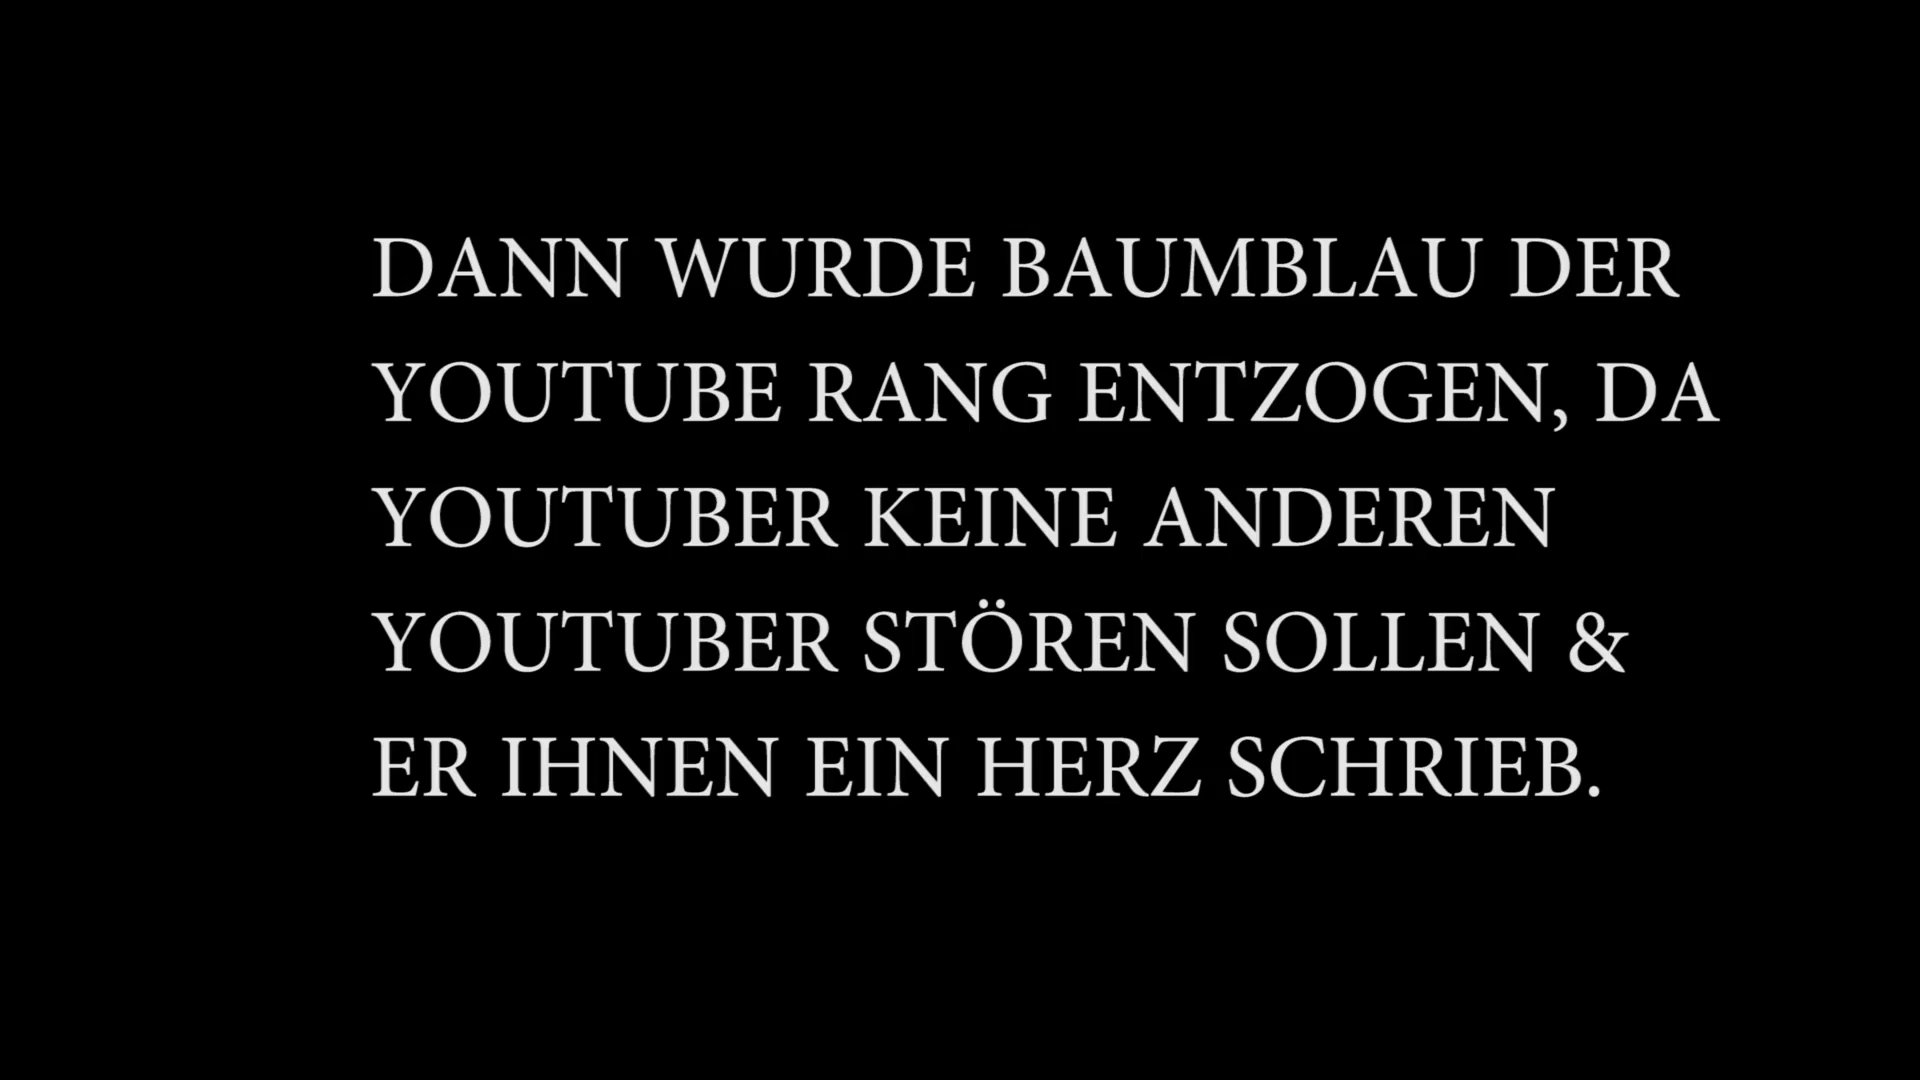 DANN WURDE BAUMBLAU DER
YOUTUBE RANG ENTZOGEN, DA
YOUTUBER KEINE ANDEREN
YOUTUBER STÖREN SOLLEN &
ER IHNEN EIN HERZ SCHRIEB.